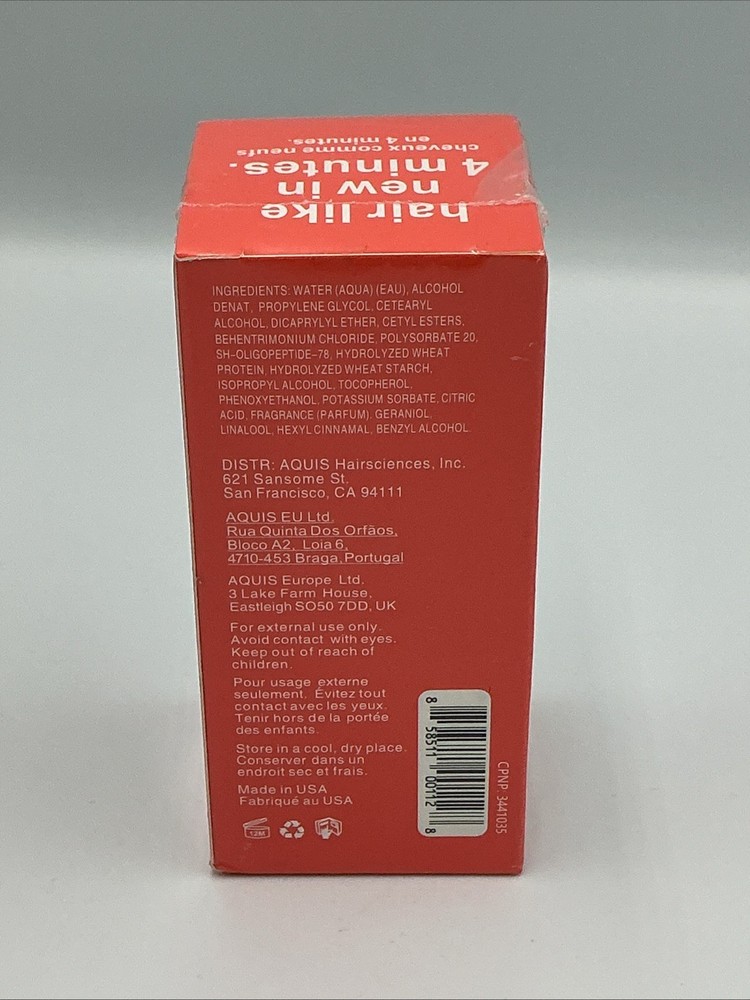 hair like
new in
4 minutes.
cheveux comme neufs
en 4 minutes.
INGREDIENTS: WATER (AQUA) (EAU), ALCOHOL
DENAT, PROPYLENE GLYCOL, CETEARYL
ALCOHOL, DICAPRYLYL ETHER, CETYL ESTERS,
BEHENTRIMONIUM CHLORIDE, POLYSORBATE 20,
SH-OLIGOPEPTIDE-78, HYDROLYZED WHEAT
PROTEIN, HYDROLYZED WHEAT STARCH,
ISOPROPYL ALCOHOL, TOCOPHEROL,
PHENOXYETHANOL, POTASSIUM SORBATE, CITRIC
ACID, FRAGRANCE (PARFUM), GERANIOL,
LINALOOL, HEXYL CINNAMAL, BENZYL ALCOHOL.
DISTR: AQUIS Hairsciences, Inc.
621 Sansome St.
San Francisco, CA 94111
AQUIS EU Ltd.
Rua Quinta Dos Orfãos,
Bloco A2, Loia 6,
4710-453 Braga, Portugal
AQUIS Europe Ltd.
3 Lake Farm House,
Eastleigh SO50 7DD, UK
For external use only.
Avoid contact with eyes.
Keep out of reach of
children.
Pour usage externe
seulement. Évitez tout
contact avec les yeux.
Tenir hors de la portée
des enfants.
Store in a cool, dry place.
Conserver dans un
endroit sec et frais.
Made in USA
Fabriqué au USA
12M
8 58511 00112 8
CPNP: 3441035